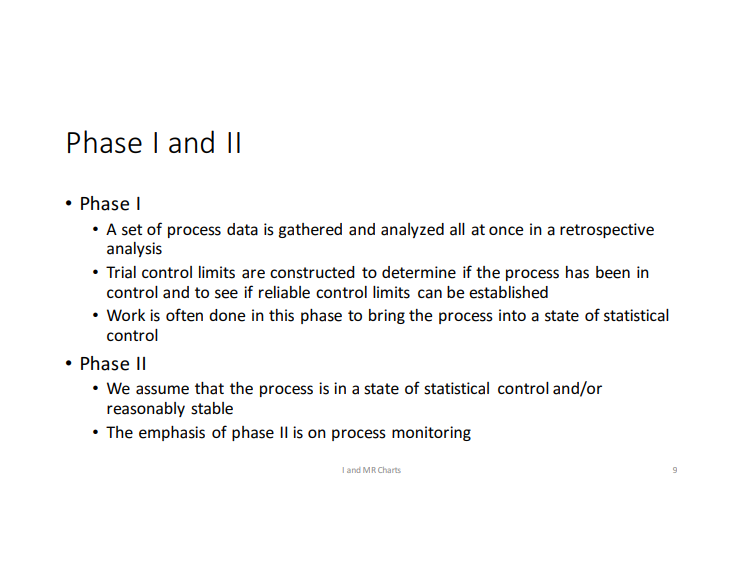 Phase I and II
• Phase I
• A set of process data is gathered and analyzed all at once in a retrospective
analysis
• Trial control limits are constructed to determine if the process has been in
control and to see if reliable control limits can be established
• Work is often done in this phase to bring the process into a state of statistical
control
• Phase II
• We assume that the process is in a state of statistical control and/or
reasonably stable
• The emphasis of phase II is on process monitoring
I and MR Charts
9